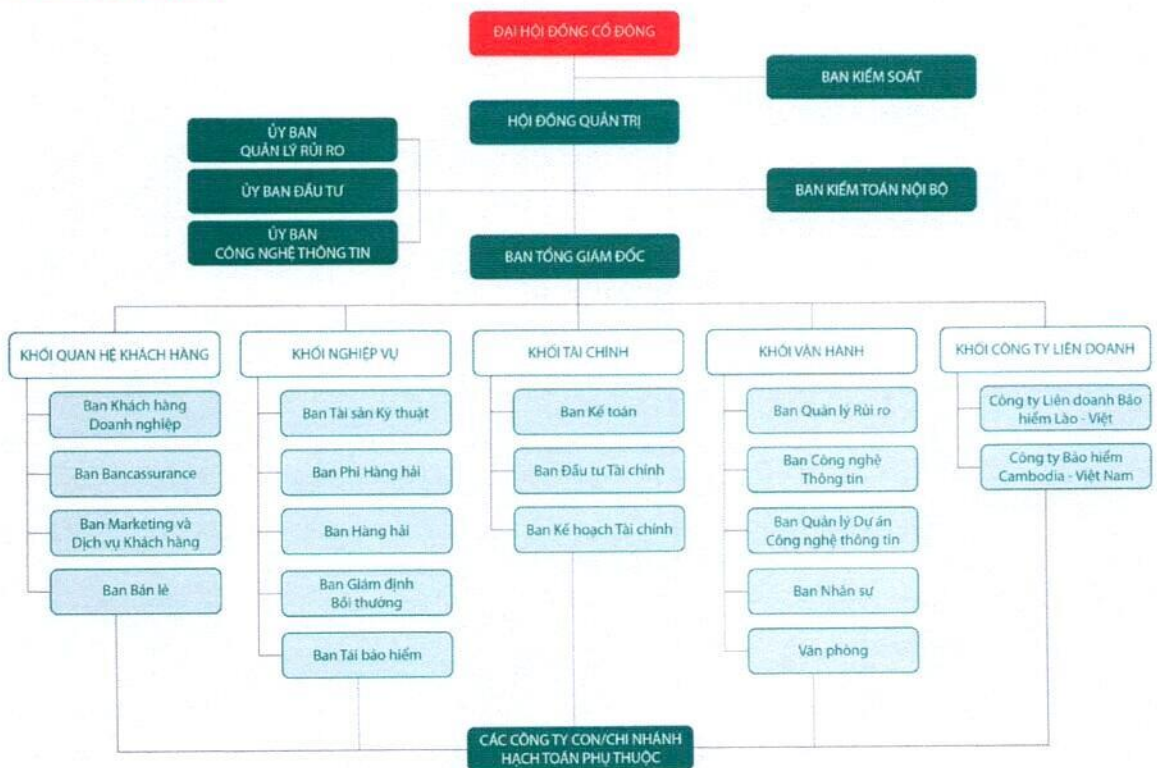 ĐẠI HỘI ĐỒNG CỔ ĐÔNG
BAN KIỂM SOÁT
HỘI ĐỒNG QUẢN TRỊ
ỦY BAN
QUẢN LÝ RỦI RO
ỦY BAN ĐẦU TƯ
BAN KIỂM TOÁN NỘI BỘ
ỦY BAN
CÔNG NGHỆ THÔNG TIN
BAN TỔNG GIÁM ĐỐC
KHỐI QUAN HỆ KHÁCH HÀNG
Ban Khách hàng
Doanh nghiệp
Ban Bancassurance
Ban Marketing và
Dịch vụ Khách hàng
Ban Bán lẻ
KHỐI NGHIỆP VỤ
Ban Tài sản Kỹ thuật
Ban Phi Hàng hải
Ban Hàng hải
Ban Giám định
Bồi thường
Ban Tái bảo hiểm
KHỐI TÀI CHÍNH
Ban Kế toán
Ban Đầu tư Tài chính
Ban Kế hoạch Tài chính
KHỐI VẬN HÀNH
Ban Quản lý Rủi ro
Ban Công nghệ
Thông tin
Ban Quản lý Dự án
Công nghệ thông tin
Ban Nhân sự
Văn phòng
KHỐI CÔNG TY LIÊN DOANH
Công ty Liên doanh Bảo
hiểm Lào - Việt
Công ty Bảo hiểm
Cambodia - Việt Nam
CÁC CÔNG TY CON/CHI NHÁNH
HẠCH TOÁN PHỤ THUỘC